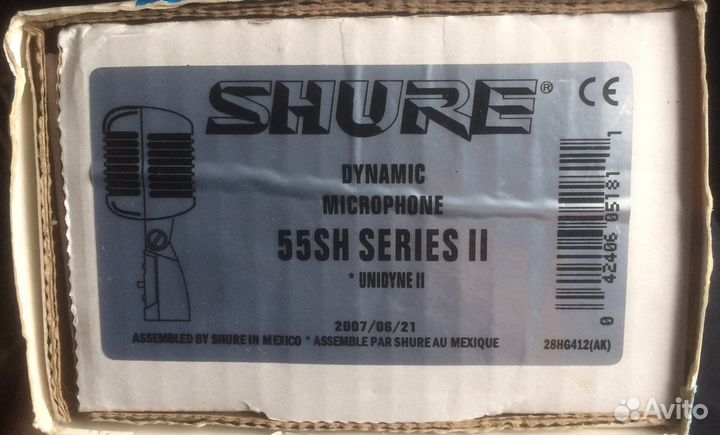 SHURE®
CE
DYNAMIC
MICROPHONE
55SH SERIES II
* UNIDYNE II
2007/06/21
ASSEMBLED BY SHURE IN MEXICO * ASSEMBLE PAR SHURE AU MEXIQUE
28HG412(AK)
0 42406 05181 1
Avito